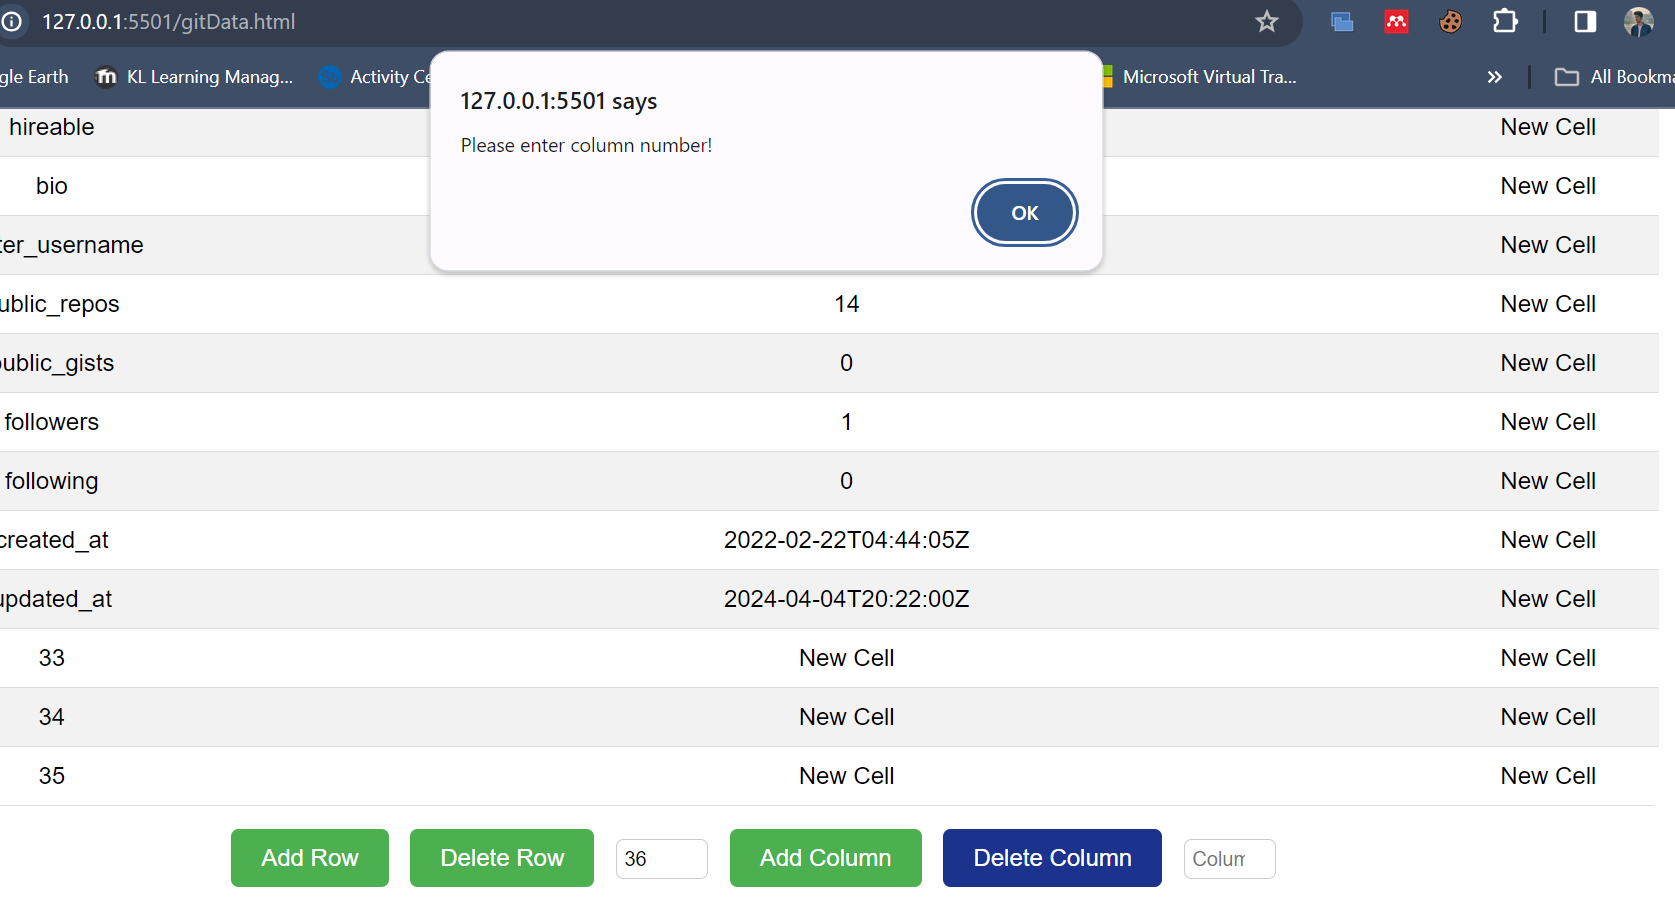 127.0.0.1:5501/gitData.html
gle Earth KL Learning Manag... Activity Ce Microsoft Virtual Tra... » All Bookma
127.0.0.1:5501 says
Please enter column number!
OK
hireable New Cell
bio New Cell
ter_username New Cell
ublic_repos 14 New Cell
public_gists 0 New Cell
followers 1 New Cell
following 0 New Cell
created_at 2022-02-22T04:44:05Z New Cell
updated_at 2024-04-04T20:22:00Z New Cell
33 New Cell New Cell
34 New Cell New Cell
35 New Cell New Cell
Add Row Delete Row 36 Add Column Delete Column Colum